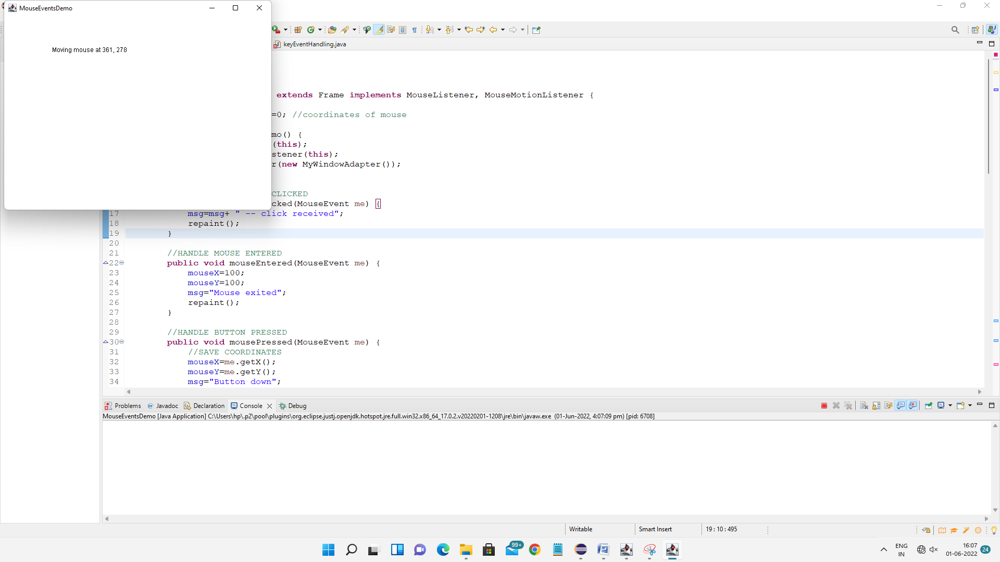 MouseEventsDemo
Moving mouse at 361, 278
keyEventHandling.java
extends Frame implements MouseListener, MouseMotionListener {
=0; //coordinates of mouse
mo() {
(this);
stener(this);
r(new MyWindowAdapter());
CLICKED
cked(MouseEvent me) {
17 msg=msg+ " -- click received";
18 repaint();
19 }
20
21 //HANDLE MOUSE ENTERED
22 public void mouseEntered(MouseEvent me) {
23 mouseX=100;
24 mouseY=100;
25 msg="Mouse exited";
26 repaint();
27 }
28
29 //HANDLE BUTTON PRESSED
30 public void mousePressed(MouseEvent me) {
31 //SAVE COORDINATES
32 mouseX=me.getX();
33 mouseY=me.getY();
34 msg="Button down";
Problems @ Javadoc Declaration Console Debug
MouseEventsDemo [Java Application] C:\Users\hp\.p2\pool\plugins\org.eclipse.justj.openjdk.hotspot.jre.full.win32.x86_64_17.0.2.v20220201-1208\jre\bin\javaw.exe (01-Jun-2022, 4:07:09 pm) [pid: 6708]
Writable Smart Insert 19 : 10 : 495
99+
ENG
IN
16:07
01-06-2022
24